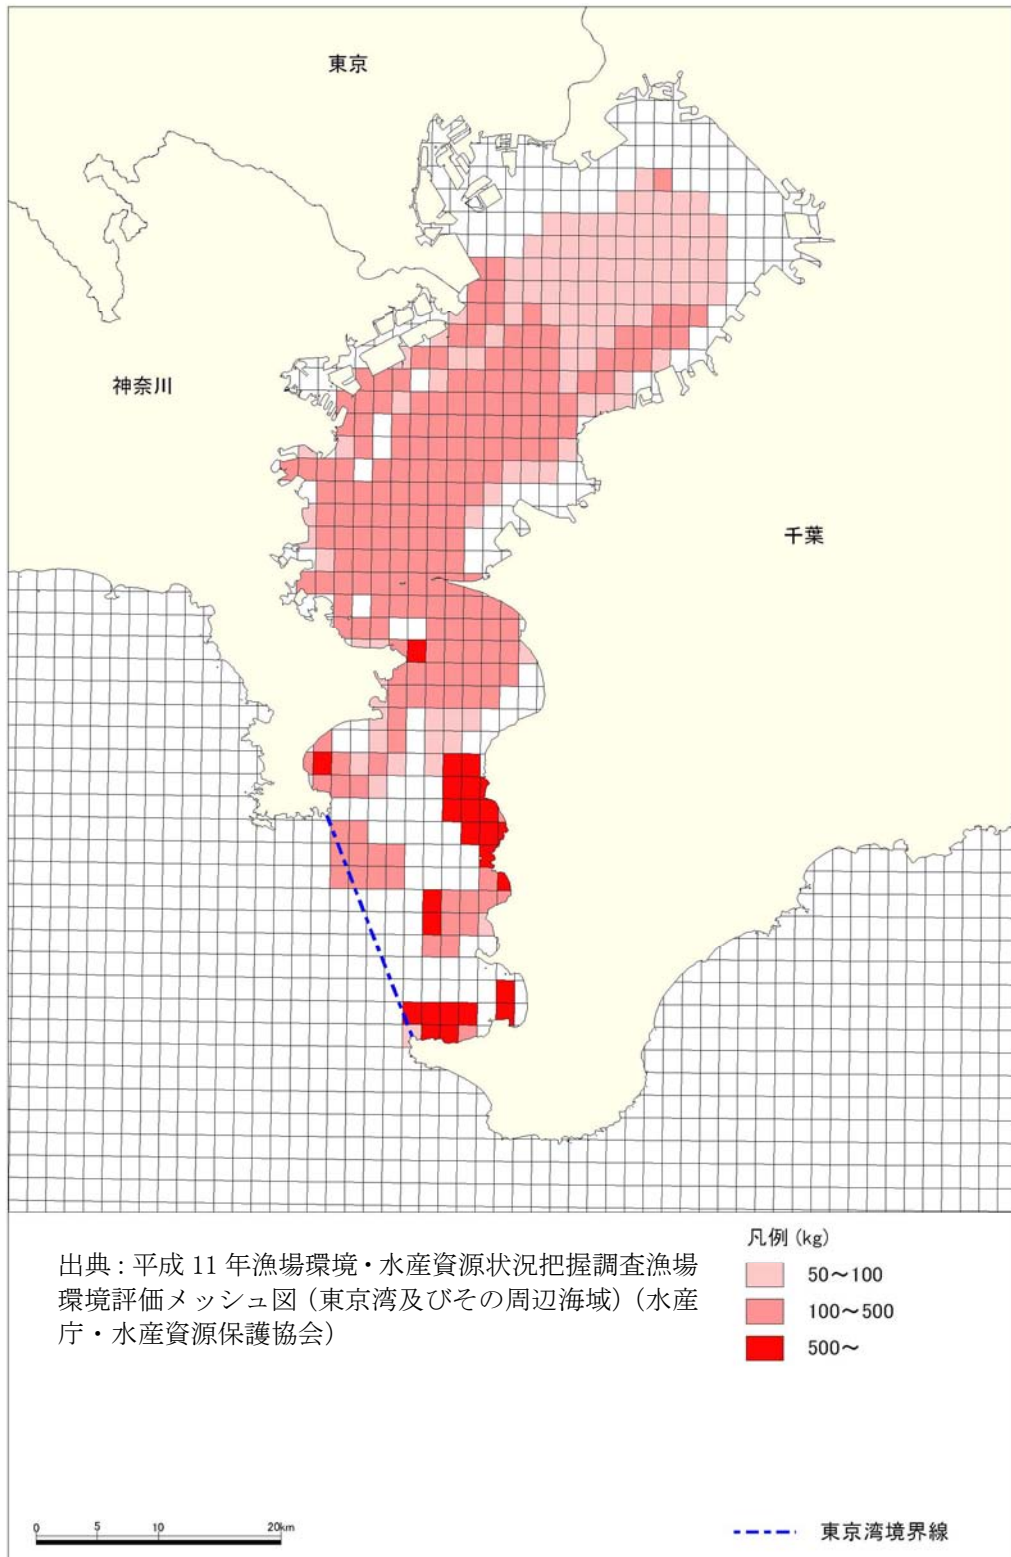 東京
神奈川
千葉
出典：平成 11 年漁場環境・水産資源状況把握調査漁場
環境評価メッシュ図（東京湾及びその周辺海域）（水産
庁・水産資源保護協会）
凡例 (kg)
50～100
100～500
500～
0 5 10 20km
東京湾境界線